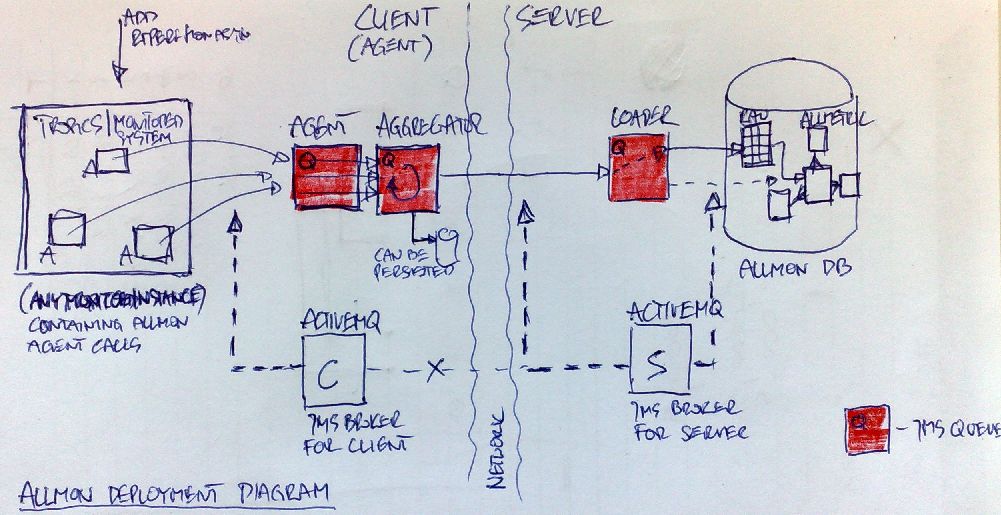 ADD
CLIENT
(AGENT)
SERVER
TROPICS / MONITORED
SYSTEM
A
A
A
AGENT
Q
AGGREGATOR
Q
LOADER
Q
RAW
ALLMETRIC
CAN BE
PERSISTED
ALLMON DB
(ANY MONITORED INSTANCE)
CONTAINING ALLMON
AGENT CALLS
ACTIVEMQ
C
X
JMS BROKER
FOR CLIENT
ACTIVEMQ
S
JMS BROKER
FOR SERVER
NETWORK
Q
- JMS QUEUE
ALLMON DEPLOYMENT DIAGRAM